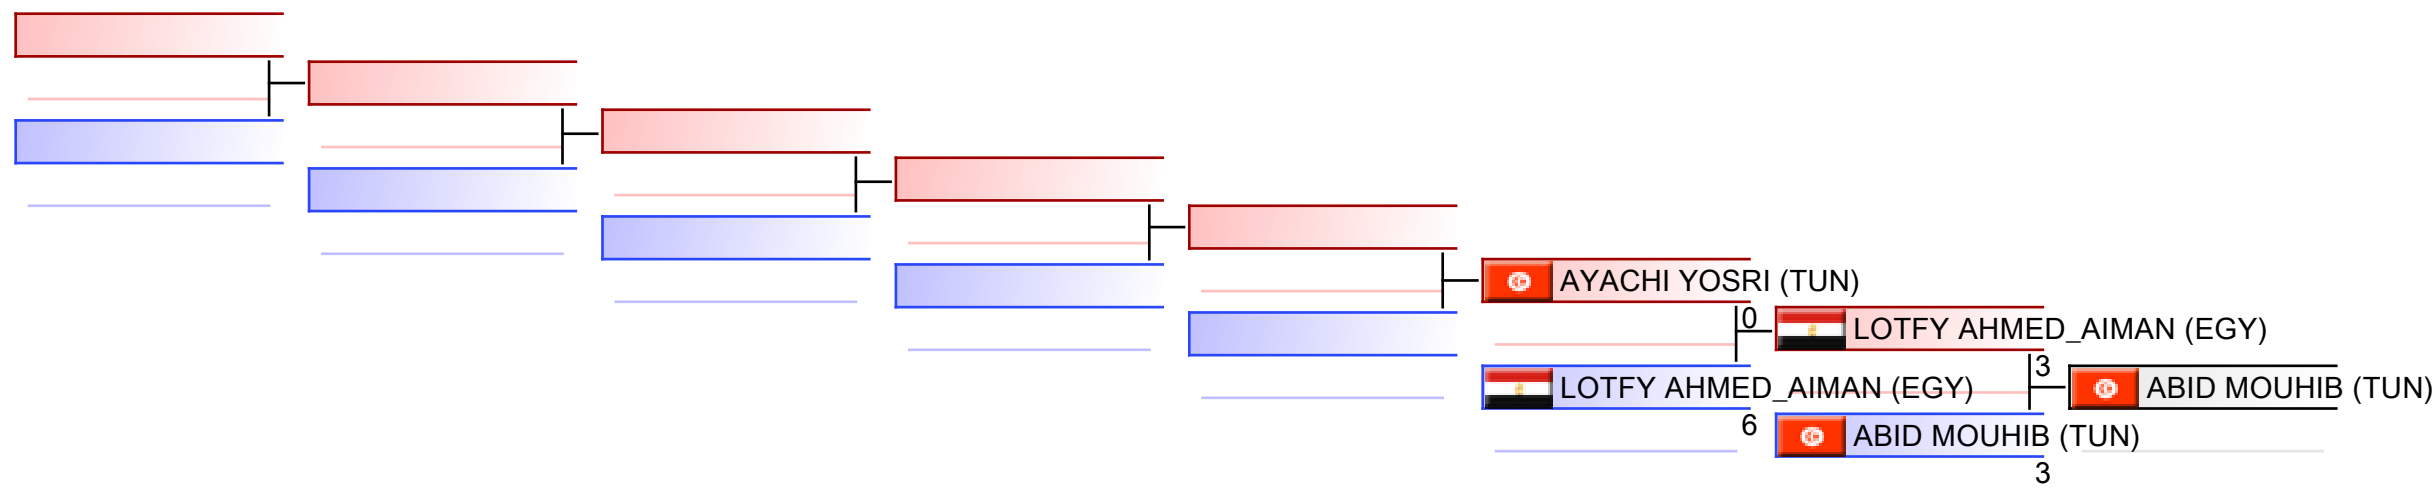 AYACHI YOSRI (TUN)
0
LOTFY AHMED_AIMAN (EGY)
3
LOTFY AHMED_AIMAN (EGY)
6
ABID MOUHIB (TUN)
3
ABID MOUHIB (TUN)